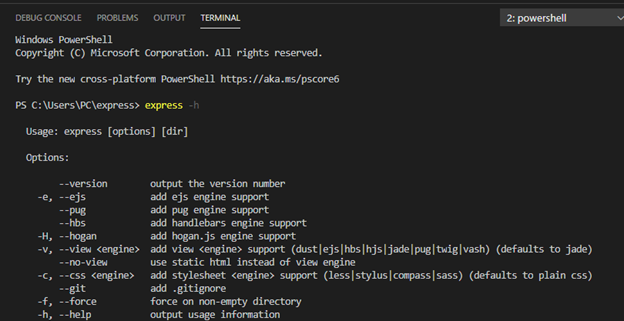 DEBUG CONSOLE PROBLEMS OUTPUT TERMINAL 2: powershell
Windows PowerShell
Copyright (C) Microsoft Corporation. All rights reserved.
Try the new cross-platform PowerShell https://aka.ms/pscore6
PS C:\Users\PC\express> express -h
Usage: express [options] [dir]
Options:
--version output the version number
-e, --ejs add ejs engine support
--pug add pug engine support
--hbs add handlebars engine support
-H, --hogan add hogan.js engine support
-v, --view <engine> add view <engine> support (dust|ejs|hbs|hjs|jade|pug|twig|vash) (defaults to jade)
--no-view use static html instead of view engine
-c, --css <engine> add stylesheet <engine> support (less|stylus|compass|sass) (defaults to plain css)
--git add .gitignore
-f, --force force on non-empty directory
-h, --help output usage information